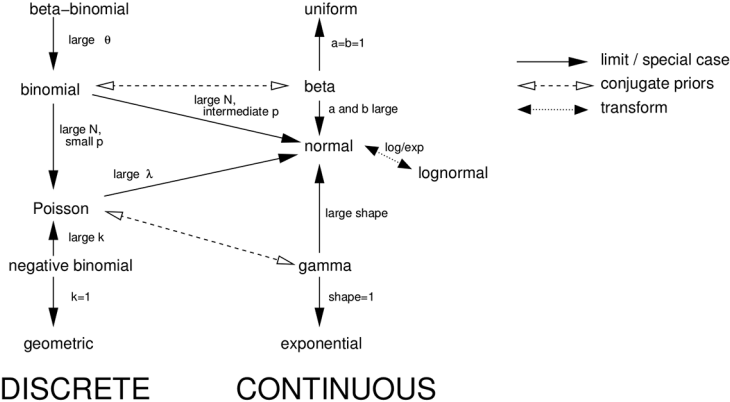 beta−binomial
uniform
large θ
a=b=1
limit / special case
conjugate priors
transform
binomial
beta
large N,
intermediate p
a and b large
large N,
small p
normal
log/exp
lognormal
large λ
Poisson
large shape
large k
negative binomial
gamma
k=1
shape=1
geometric
exponential
DISCRETE
CONTINUOUS